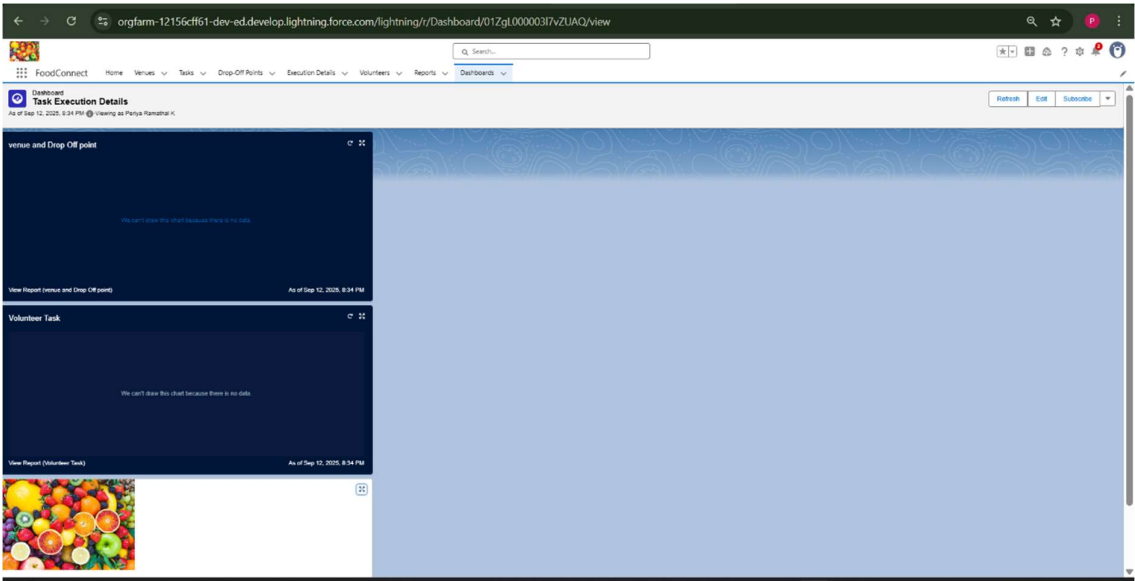 orgfarm-12156cff61-dev-ed.develop.lightning.force.com/lightning/r/Dashboard/01ZgL000003I7vZUAQ/view
P
Search...
FoodConnect Home Venues Tasks Drop-Off Points Execution Details Volunteers Reports Dashboards
Dashboard
Task Execution Details
As of Sep 12, 2025, 8:34 PM Viewing as Periya Ramathal K
Refresh Edit Subscribe
venue and Drop Off point
We can't draw this chart because there is no data.
View Report (venue and Drop Off point) As of Sep 12, 2025, 8:34 PM
Volunteer Task
We can't draw this chart because there is no data.
View Report (Volunteer Task) As of Sep 12, 2025, 8:34 PM